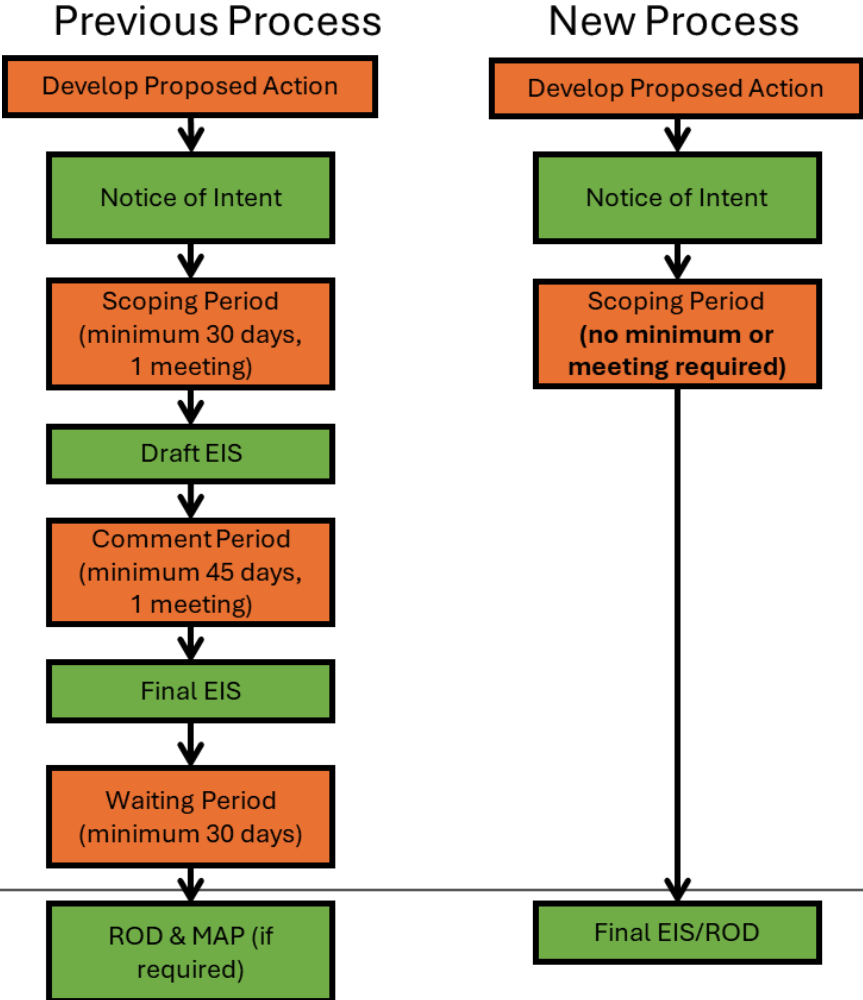 Previous Process
Develop Proposed Action
Notice of Intent
Scoping Period
(minimum 30 days,
1 meeting)
Draft EIS
Comment Period
(minimum 45 days,
1 meeting)
Final EIS
Waiting Period
(minimum 30 days)
ROD & MAP (if
required)
New Process
Develop Proposed Action
Notice of Intent
Scoping Period
(no minimum or
meeting required)
Final EIS/ROD